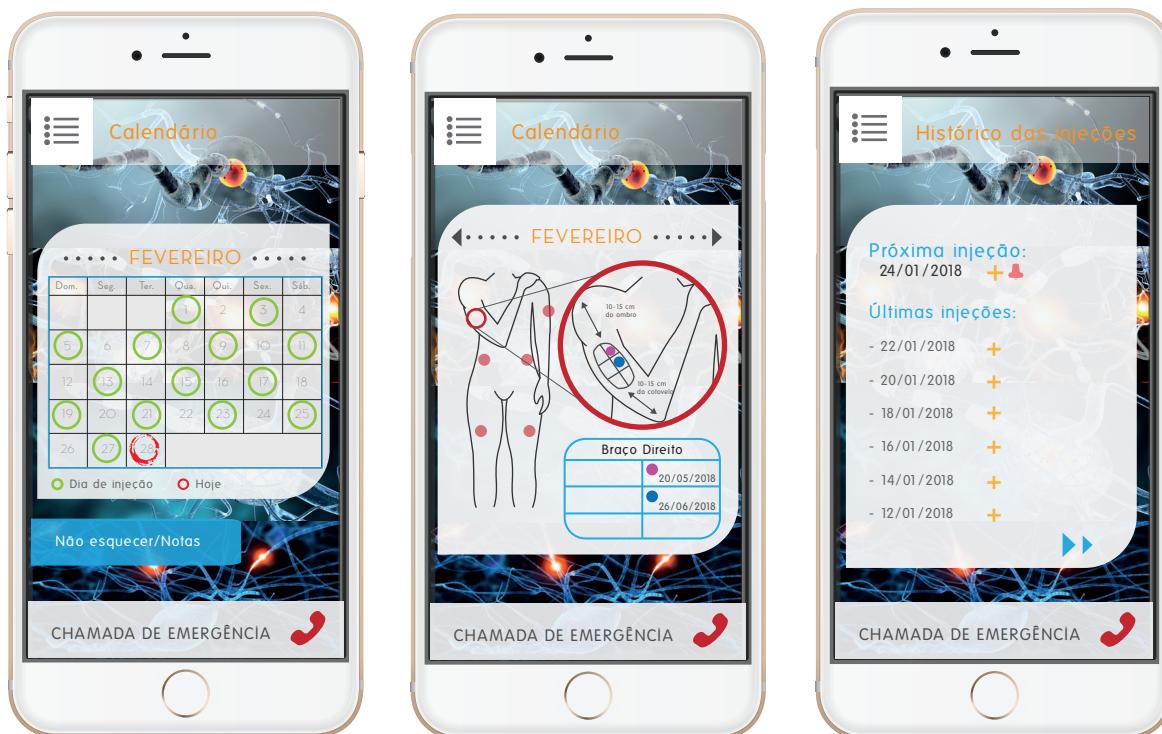 Calendário
FEVEREIRO
Dom. Seg. Ter. Qua. Qui. Sex. Sáb.
1 2 3 4
5 6 7 8 9 10 11
12 13 14 15 16 17 18
19 20 21 22 23 24 25
26 27 28
Dia de injeção Hoje
Não esquecer/Notas
CHAMADA DE EMERGÊNCIA
Calendário
FEVEREIRO
10-15 cm
do ombro
10-15 cm
do cotovelo
Braço Direito
20/05/2018
26/06/2018
CHAMADA DE EMERGÊNCIA
Histórico das injeções
Próxima injeção:
24/01/2018
Últimas injeções:
- 22/01/2018
- 20/01/2018
- 18/01/2018
- 16/01/2018
- 14/01/2018
- 12/01/2018
CHAMADA DE EMERGÊNCIA